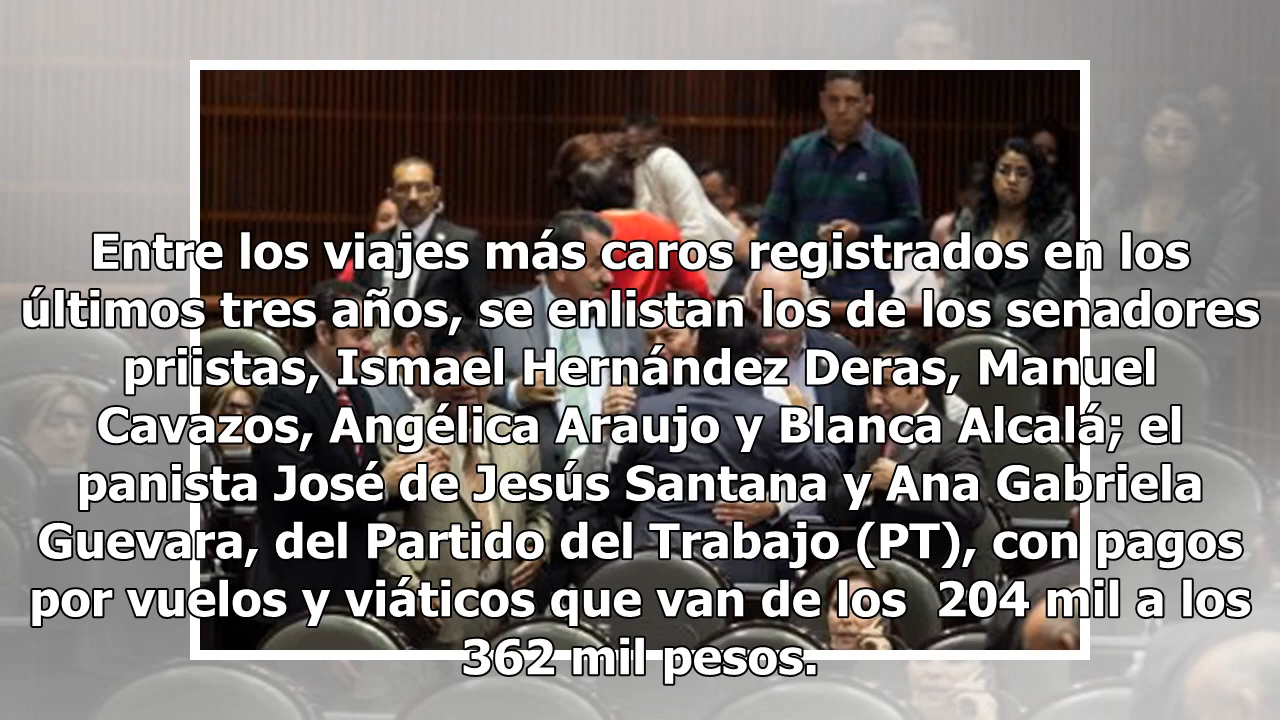 Entre los viajes más caros registrados en los
últimos tres años, se enlistan los de los senadores
priistas, Ismael Hernández Deras, Manuel
Cavazos, Angélica Araujo y Blanca Alcalá; el
panista José de Jesús Santana y Ana Gabriela
Guevara, del Partido del Trabajo (PT), con pagos
por vuelos y viáticos que van de los  204 mil a los
362 mil pesos.